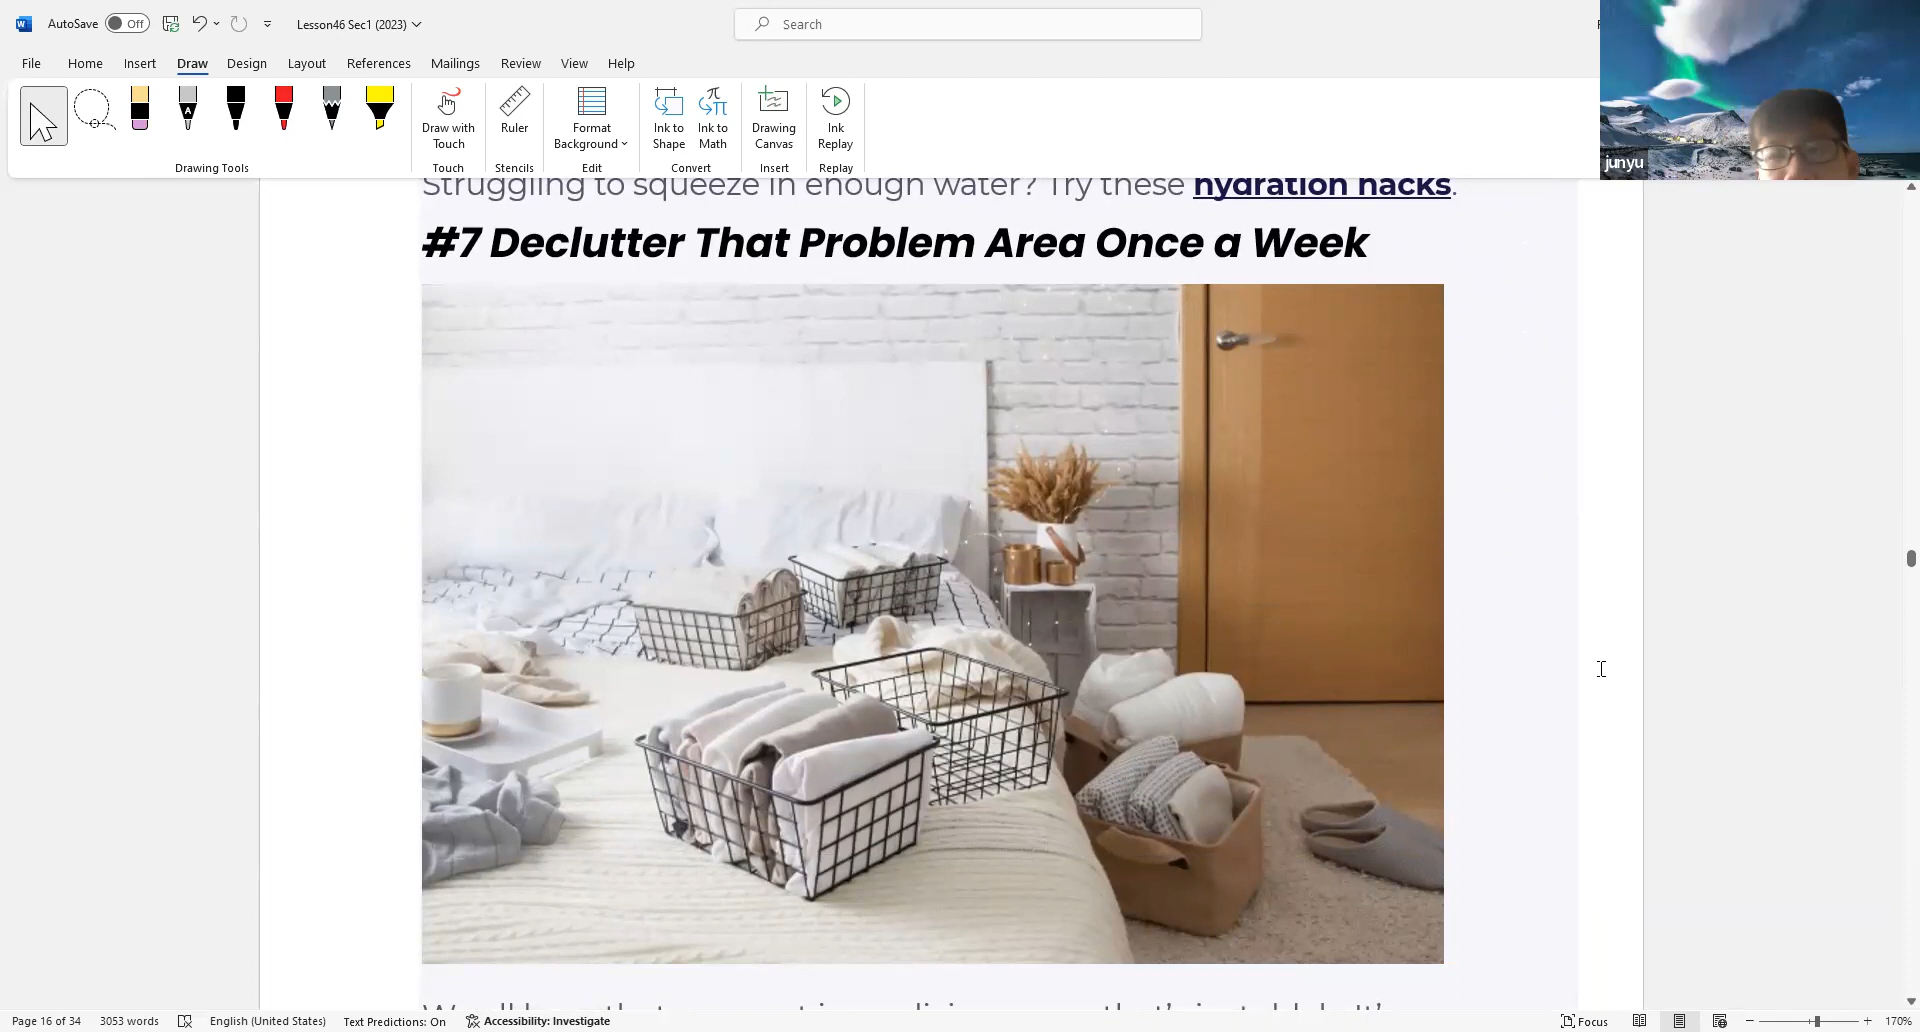 AutoSave Off Lesson46 Sec1 (2023) Search
File Home Insert Draw Design Layout References Mailings Review View Help
A
Draw with Touch Ruler Format Background Ink to Shape Ink to Math Drawing Canvas Ink Replay
Drawing Tools Touch Stencils Edit Convert Insert Replay
junyu
Struggling to squeeze in enough water? Try these hydration hacks.
#7 Declutter That Problem Area Once a Week
Page 16 of 34 3053 words English (United States) Text Predictions: On Accessibility: Investigate Focus 170%